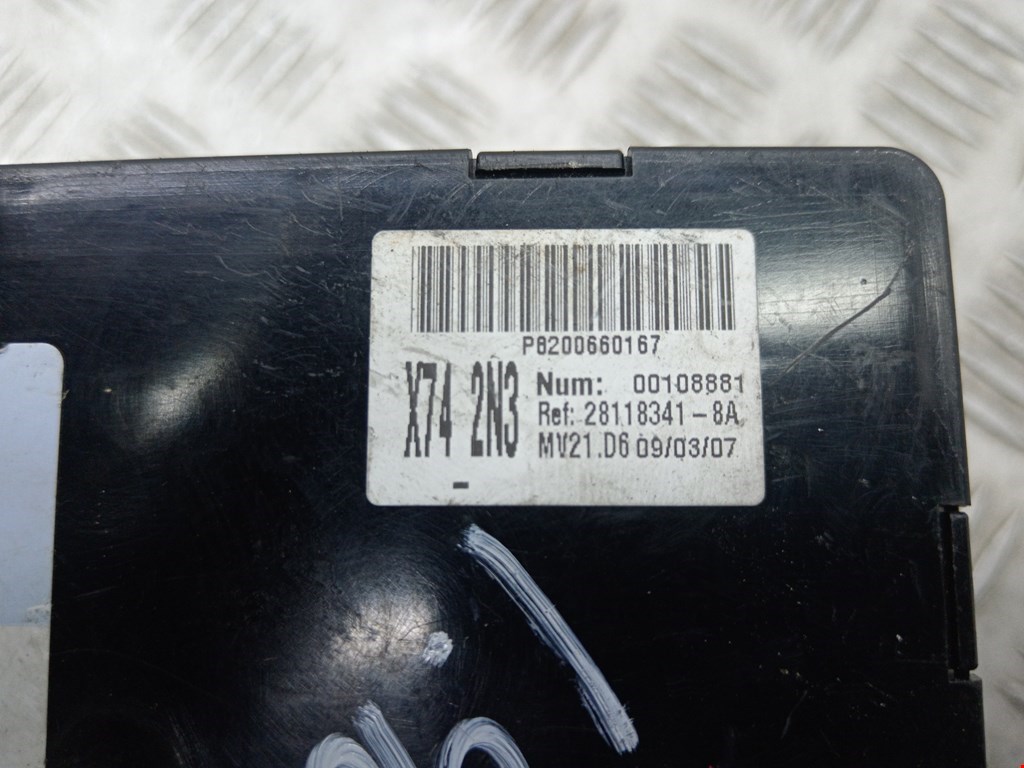 P8200660167
X74 2N3
Num: 00108881
Ref: 28118341-8A
MV21.D6 09/03/07
-